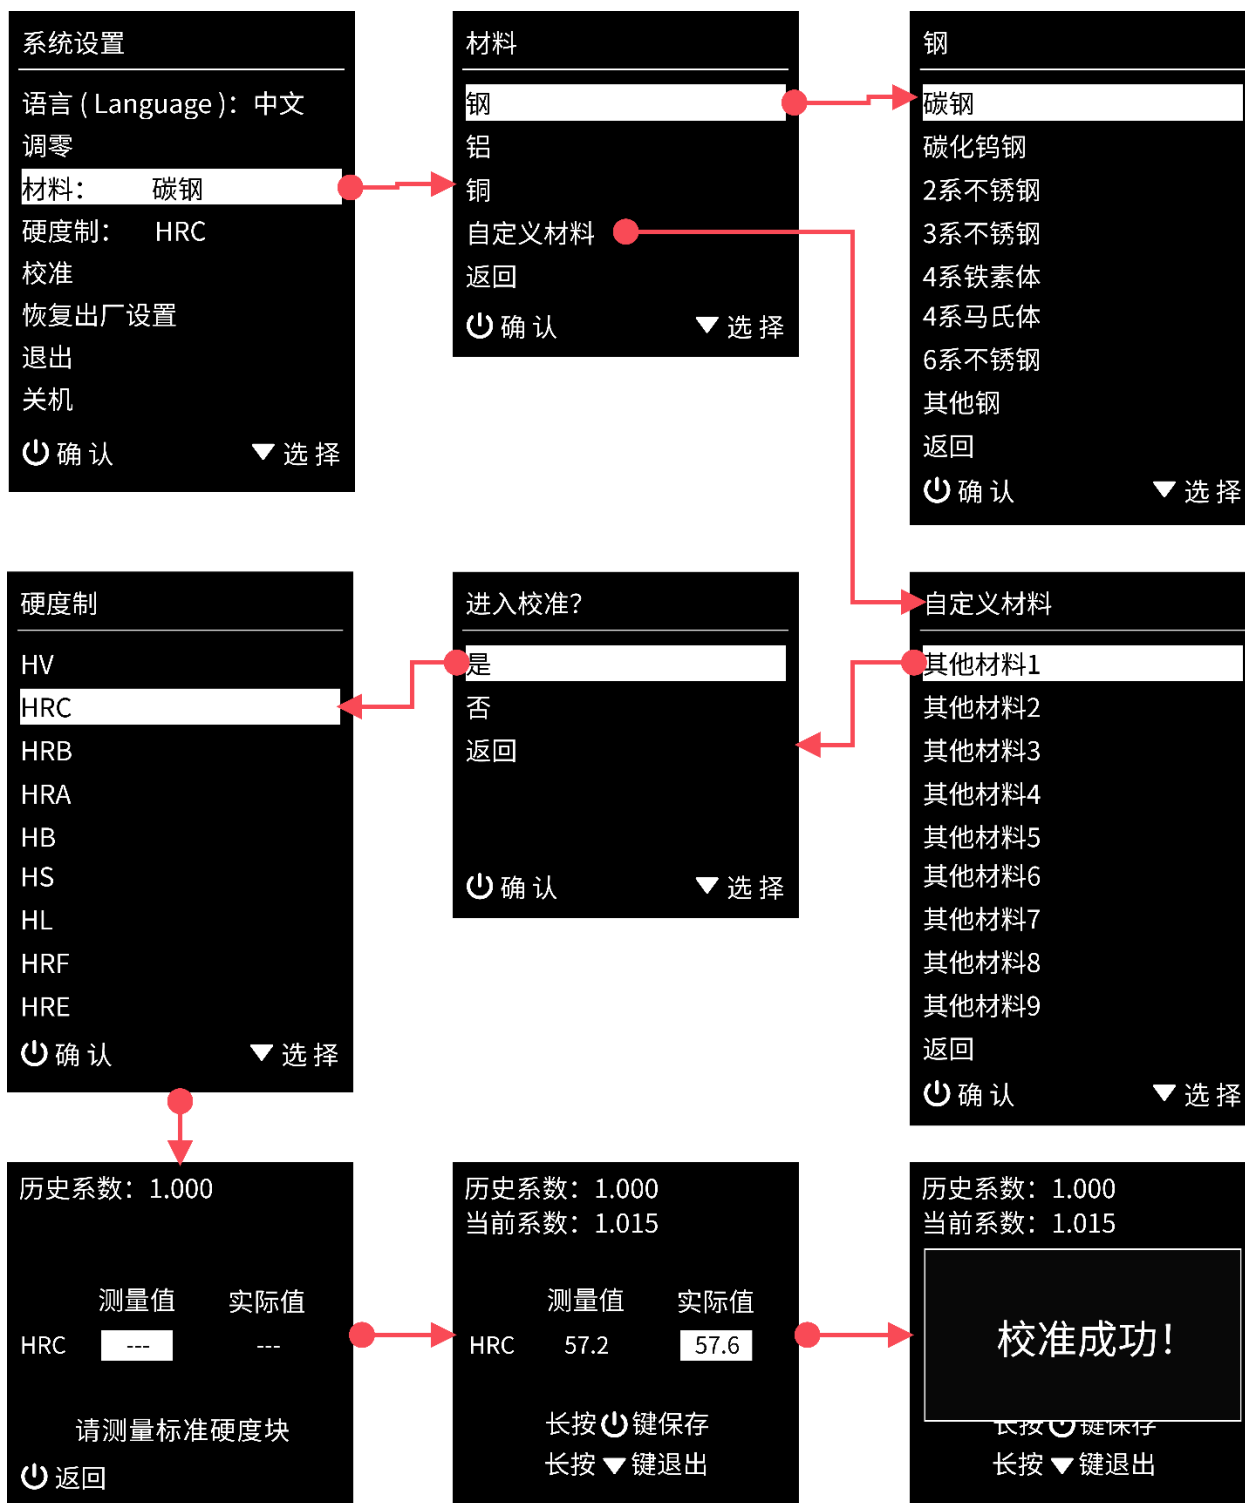 系统设置
语言 ( Language )：中文
调零
材料： 碳钢
硬度制： HRC
校准
恢复出厂设置
退出
关机
确 认 ▼ 选 择
材料
钢
铝
铜
自定义材料
返回
确 认 ▼ 选 择
钢
碳钢
碳化钨钢
2系不锈钢
3系不锈钢
4系铁素体
4系马氏体
6系不锈钢
其他钢
返回
确 认 ▼ 选 择
硬度制
HV
HRC
HRB
HRA
HB
HS
HL
HRF
HRE
确 认 ▼ 选 择
进入校准？
是
否
返回
确 认 ▼ 选 择
自定义材料
其他材料1
其他材料2
其他材料3
其他材料4
其他材料5
其他材料6
其他材料7
其他材料8
其他材料9
返回
确 认 ▼ 选 择
历史系数：1.000
测量值 实际值
HRC --- ---
请测量标准硬度块
返回
历史系数：1.000
当前系数：1.015
测量值 实际值
HRC 57.2 57.6
长按 键保存
长按 ▼ 键退出
历史系数：1.000
当前系数：1.015
校准成功！
长按 键保存
长按 ▼ 键退出